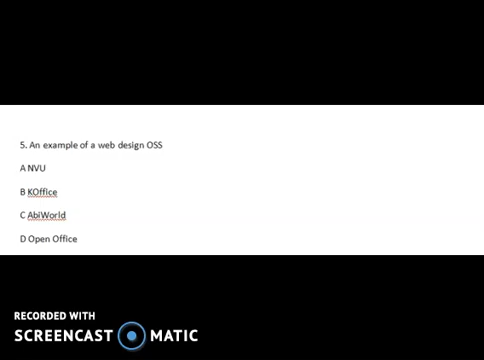 5. An example of a web design OSS
A NVU
B KOffice
C AbiWorld
D Open Office
RECORDED WITH
SCREENCAST MATIC